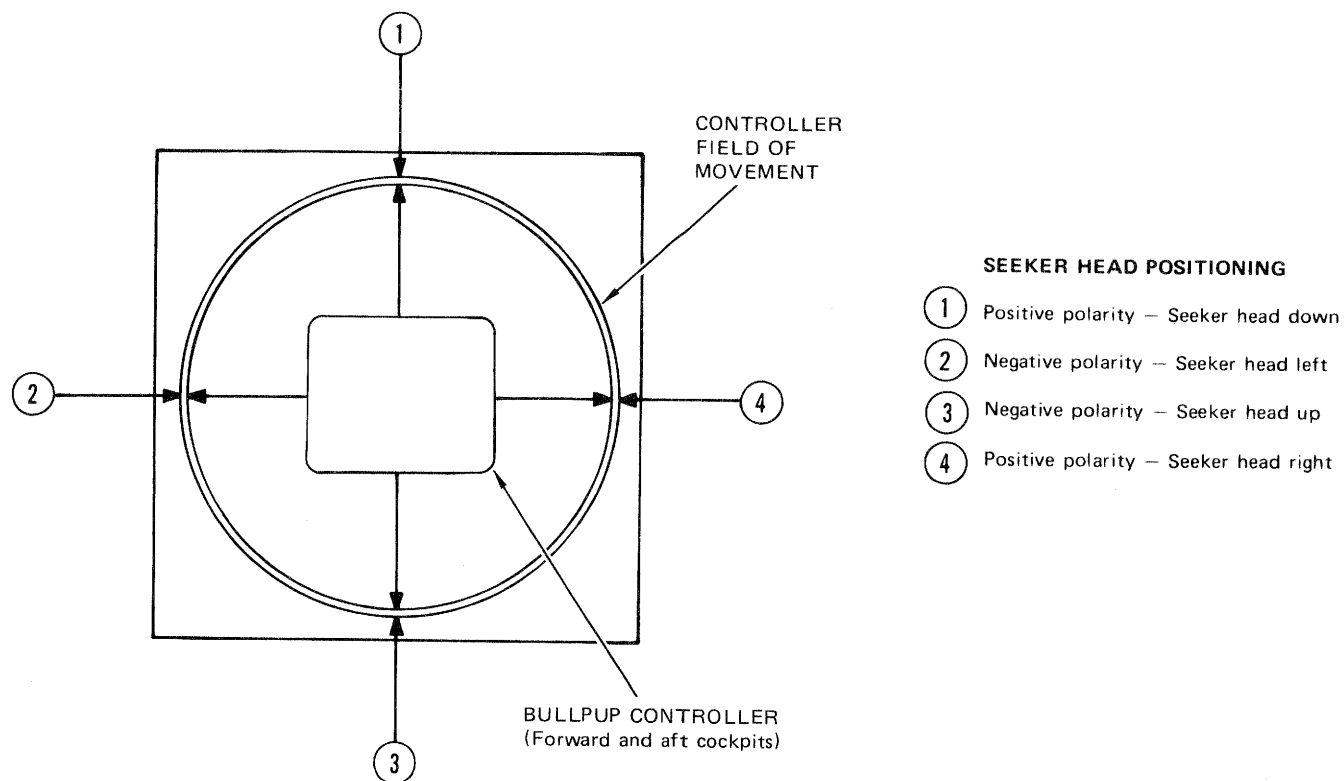 1
CONTROLLER
FIELD OF
MOVEMENT
SEEKER HEAD POSITIONING
1 Positive polarity – Seeker head down
2 Negative polarity – Seeker head left
3 Negative polarity – Seeker head up
4 Positive polarity – Seeker head right
2
4
BULLPUP CONTROLLER
(Forward and aft cockpits)
3